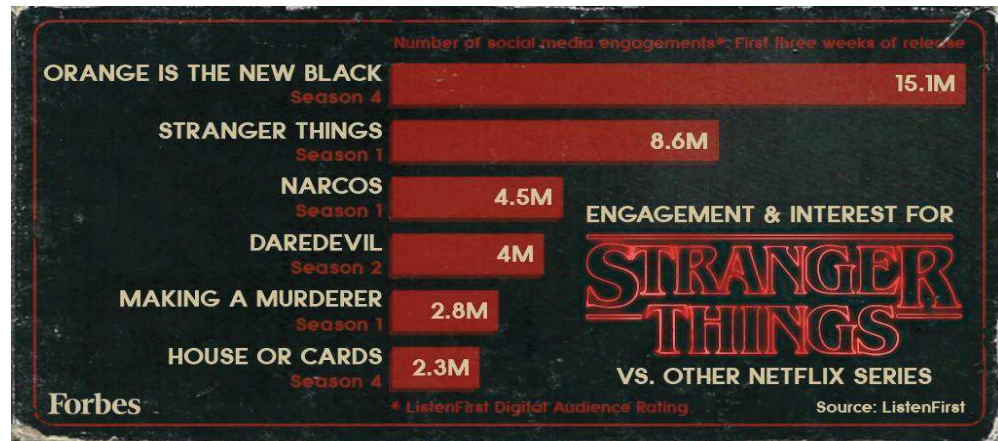 Number of social media engagements*: First three weeks of release
ORANGE IS THE NEW BLACK
Season 4
15.1M
STRANGER THINGS
Season 1
8.6M
NARCOS
Season 1
4.5M
DAREDEVIL
Season 2
4M
MAKING A MURDERER
Season 1
2.8M
HOUSE OR CARDS
Season 4
2.3M
ENGAGEMENT & INTEREST FOR
STRANGER
THINGS
VS. OTHER NETFLIX SERIES
Forbes
* ListenFirst Digital Audience Rating
Source: ListenFirst